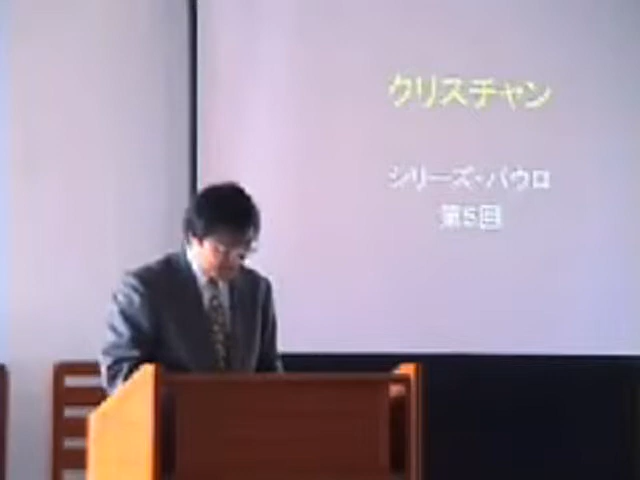 クリスチャン
シリーズ・パウロ
第5回